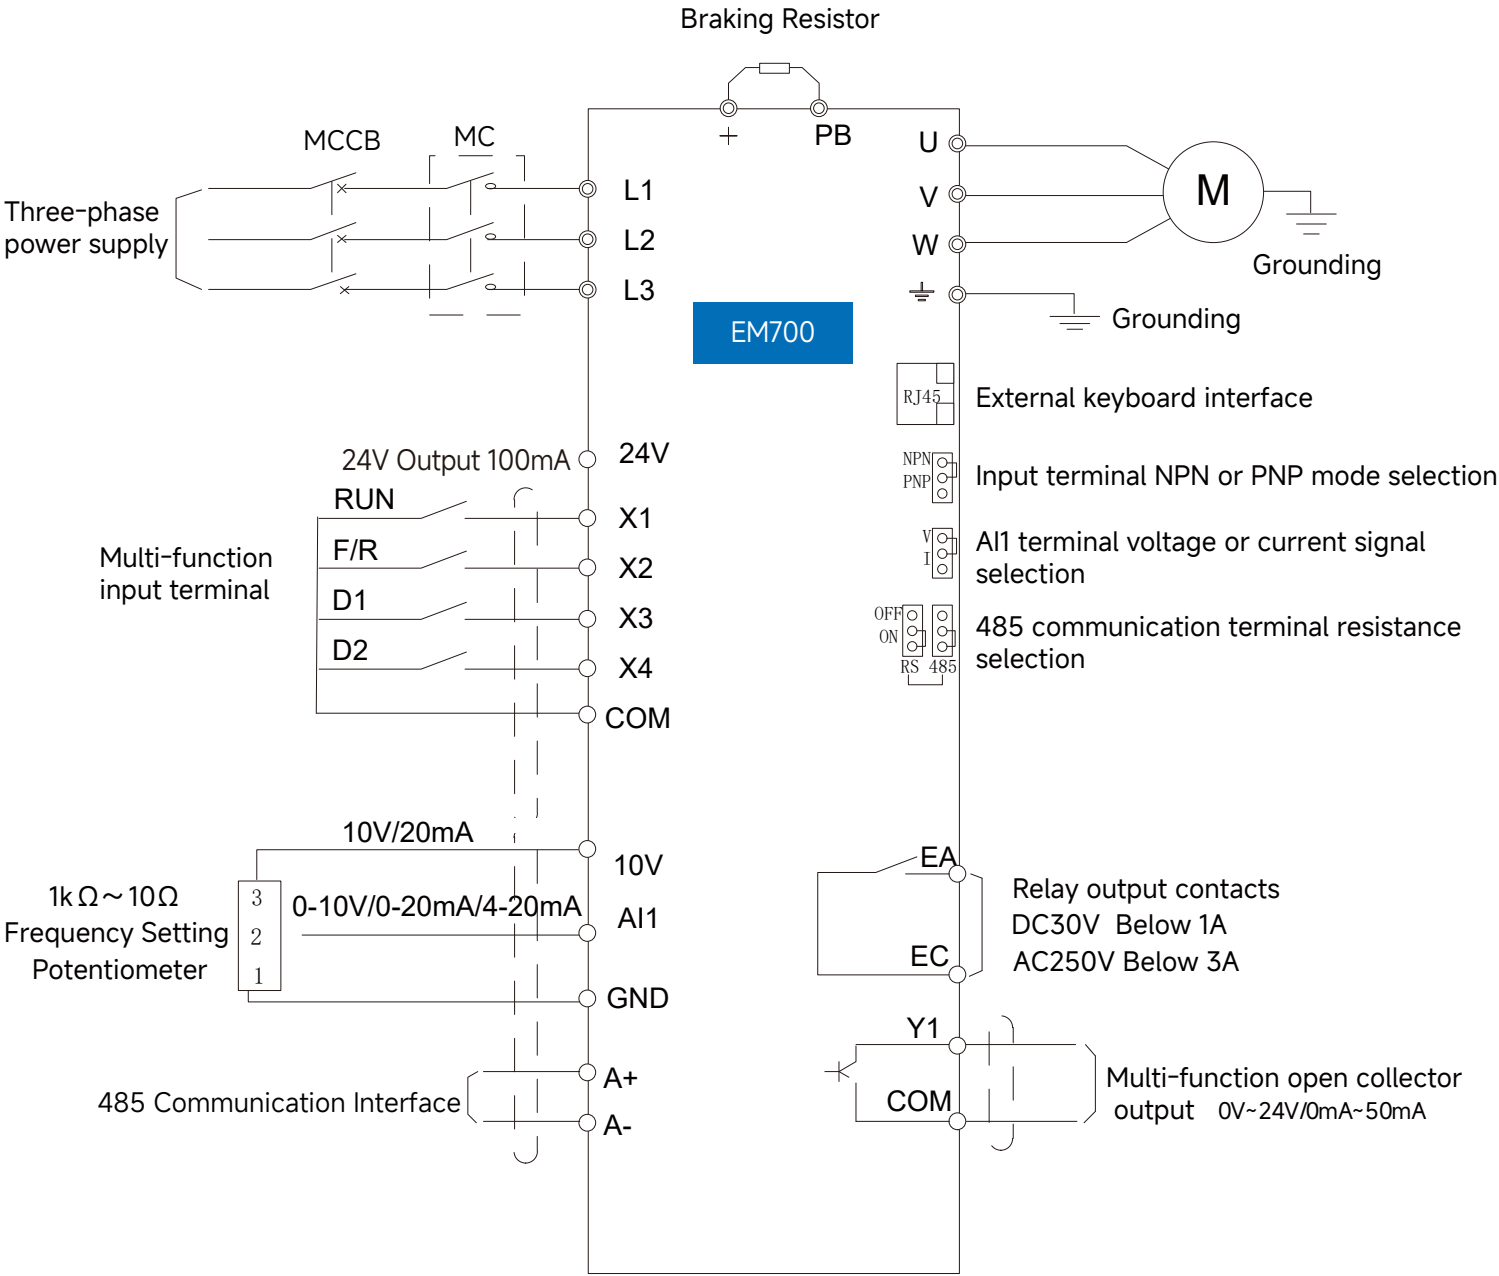 Braking Resistor
+
PB
MCCB
MC
Three-phase
power supply
L1
L2
L3
U
V
W
M
Grounding
Grounding
EM700
RJ45
External keyboard interface
24V Output 100mA
24V
NPN
PNP
Input terminal NPN or PNP mode selection
Multi-function
input terminal
RUN
X1
F/R
X2
D1
X3
D2
X4
COM
V
I
AI1 terminal voltage or current signal
selection
OFF
ON
RS 485
485 communication terminal resistance
selection
10V/20mA
10V
1kΩ～10Ω
Frequency Setting
Potentiometer
3
2
1
0-10V/0-20mA/4-20mA
AI1
GND
EA
EC
Relay output contacts
DC30V Below 1A
AC250V Below 3A
485 Communication Interface
A+
A-
Y1
COM
Multi-function open collector
output 0V~24V/0mA~50mA